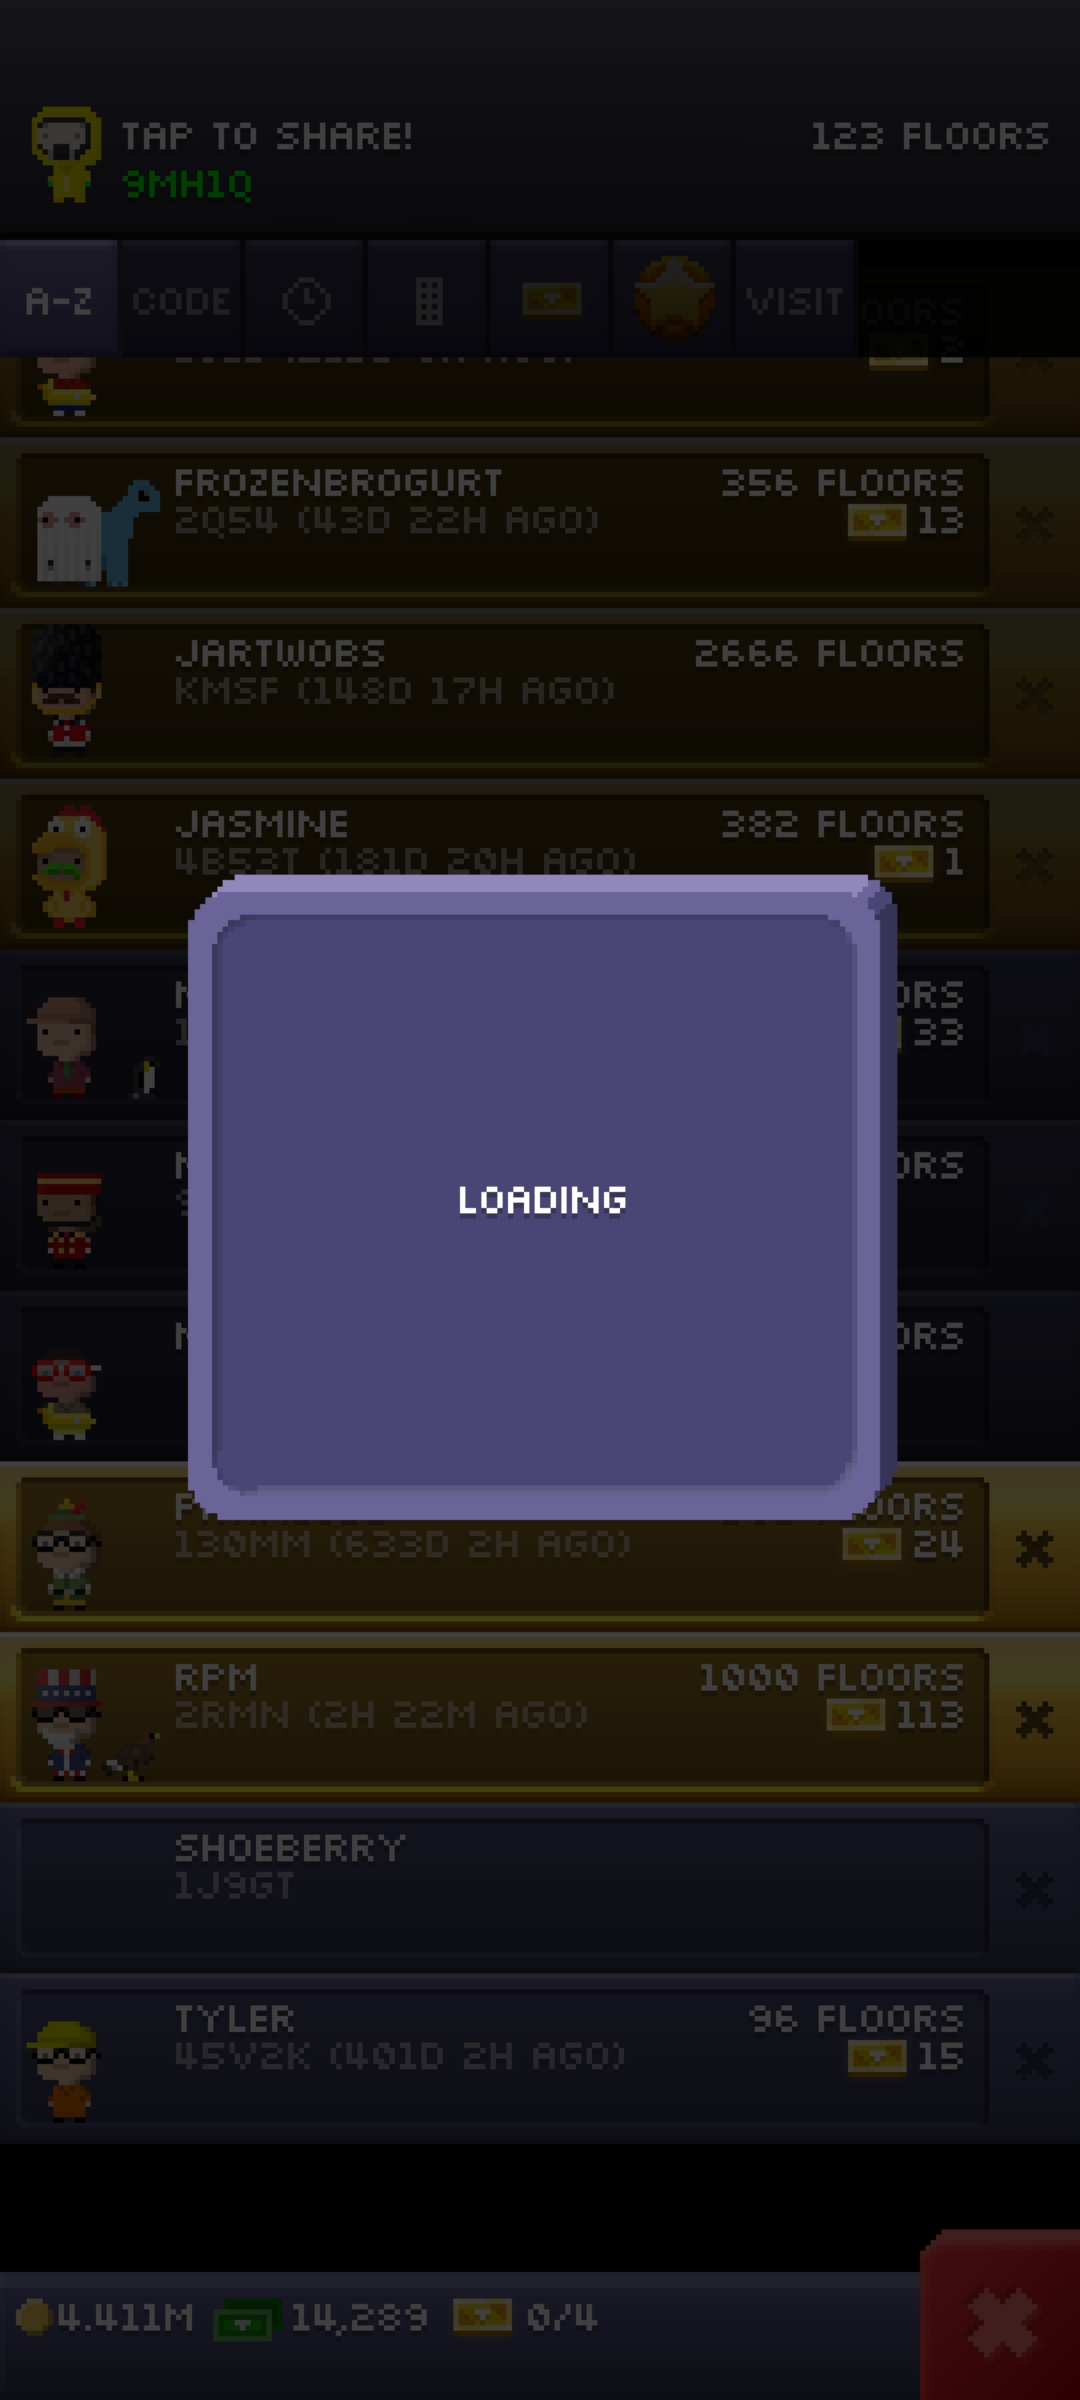 TAP TO SHARE!
123 FLOORS
9MH1Q
A-Z
CODE
VISIT
2
FROZENBROGURT
356 FLOORS
2Q54 (43D 22H AGO)
13
JARTWOBS
2666 FLOORS
KMSF (148D 17H AGO)
JASMINE
382 FLOORS
4B53T (181D 20H AGO)
1
33
LOADING
130MM (633D 2H AGO)
24
RPM
1000 FLOORS
2RMN (2H 22M AGO)
113
SHOEBERRY
1J9GT
TYLER
96 FLOORS
45V2K (401D 2H AGO)
15
4.411M
14,289
0/4